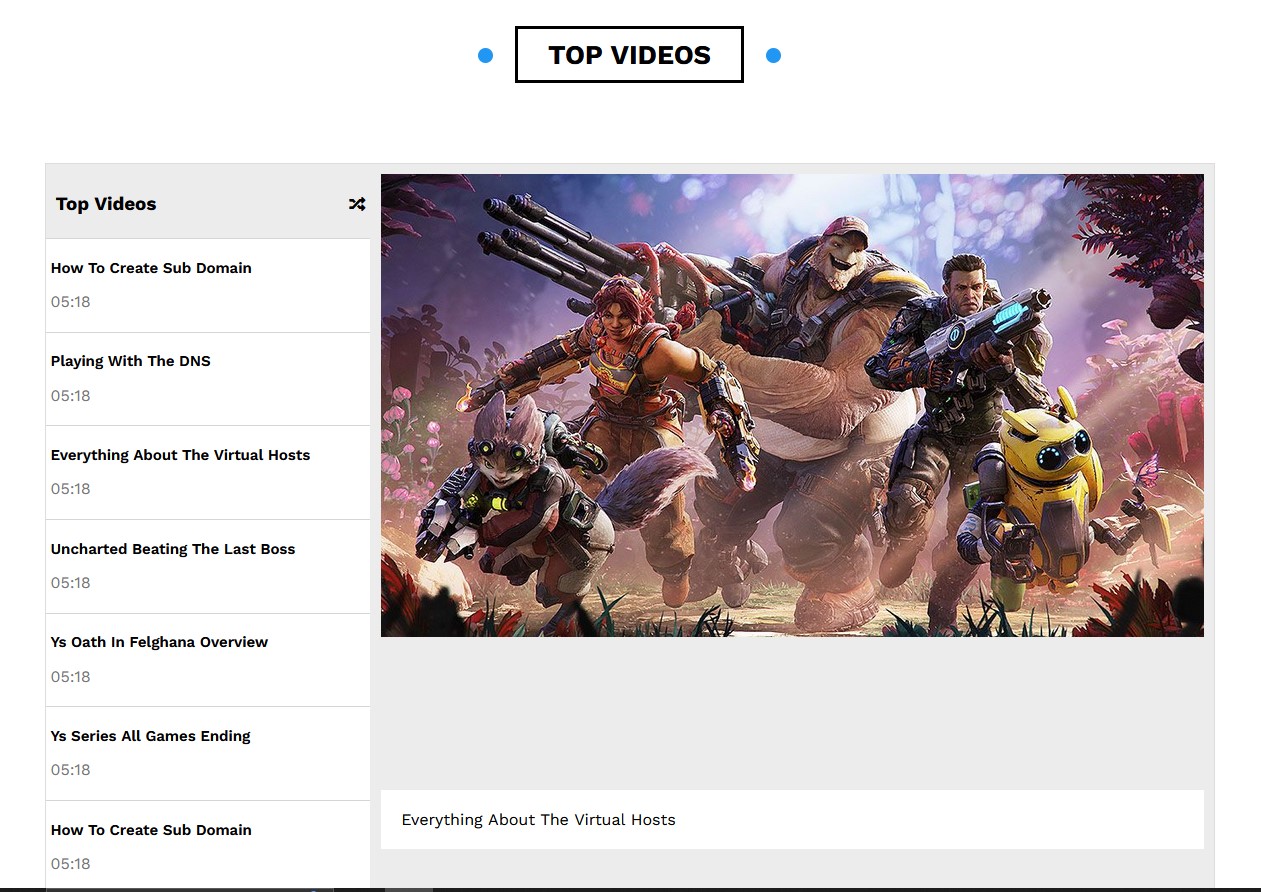 TOP VIDEOS
Top Videos
How To Create Sub Domain
05:18
Playing With The DNS
05:18
Everything About The Virtual Hosts
05:18
Uncharted Beating The Last Boss
05:18
Ys Oath In Felghana Overview
05:18
Ys Series All Games Ending
05:18
How To Create Sub Domain
05:18
Everything About The Virtual Hosts